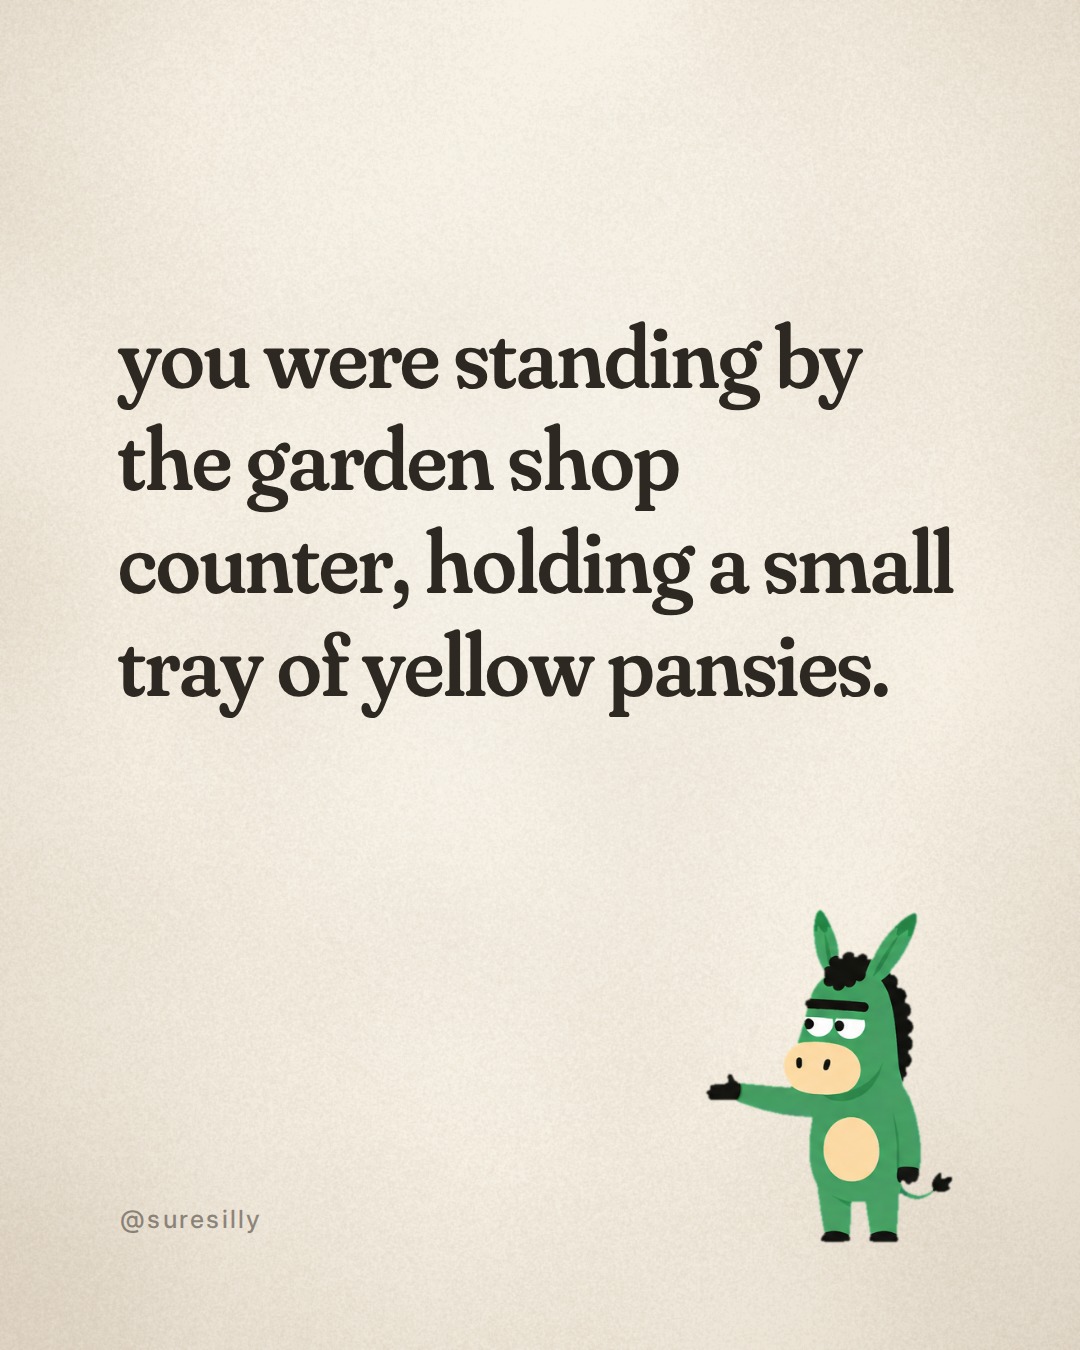 you were standing by
the garden shop
counter, holding a small
tray of yellow pansies.
@suresilly